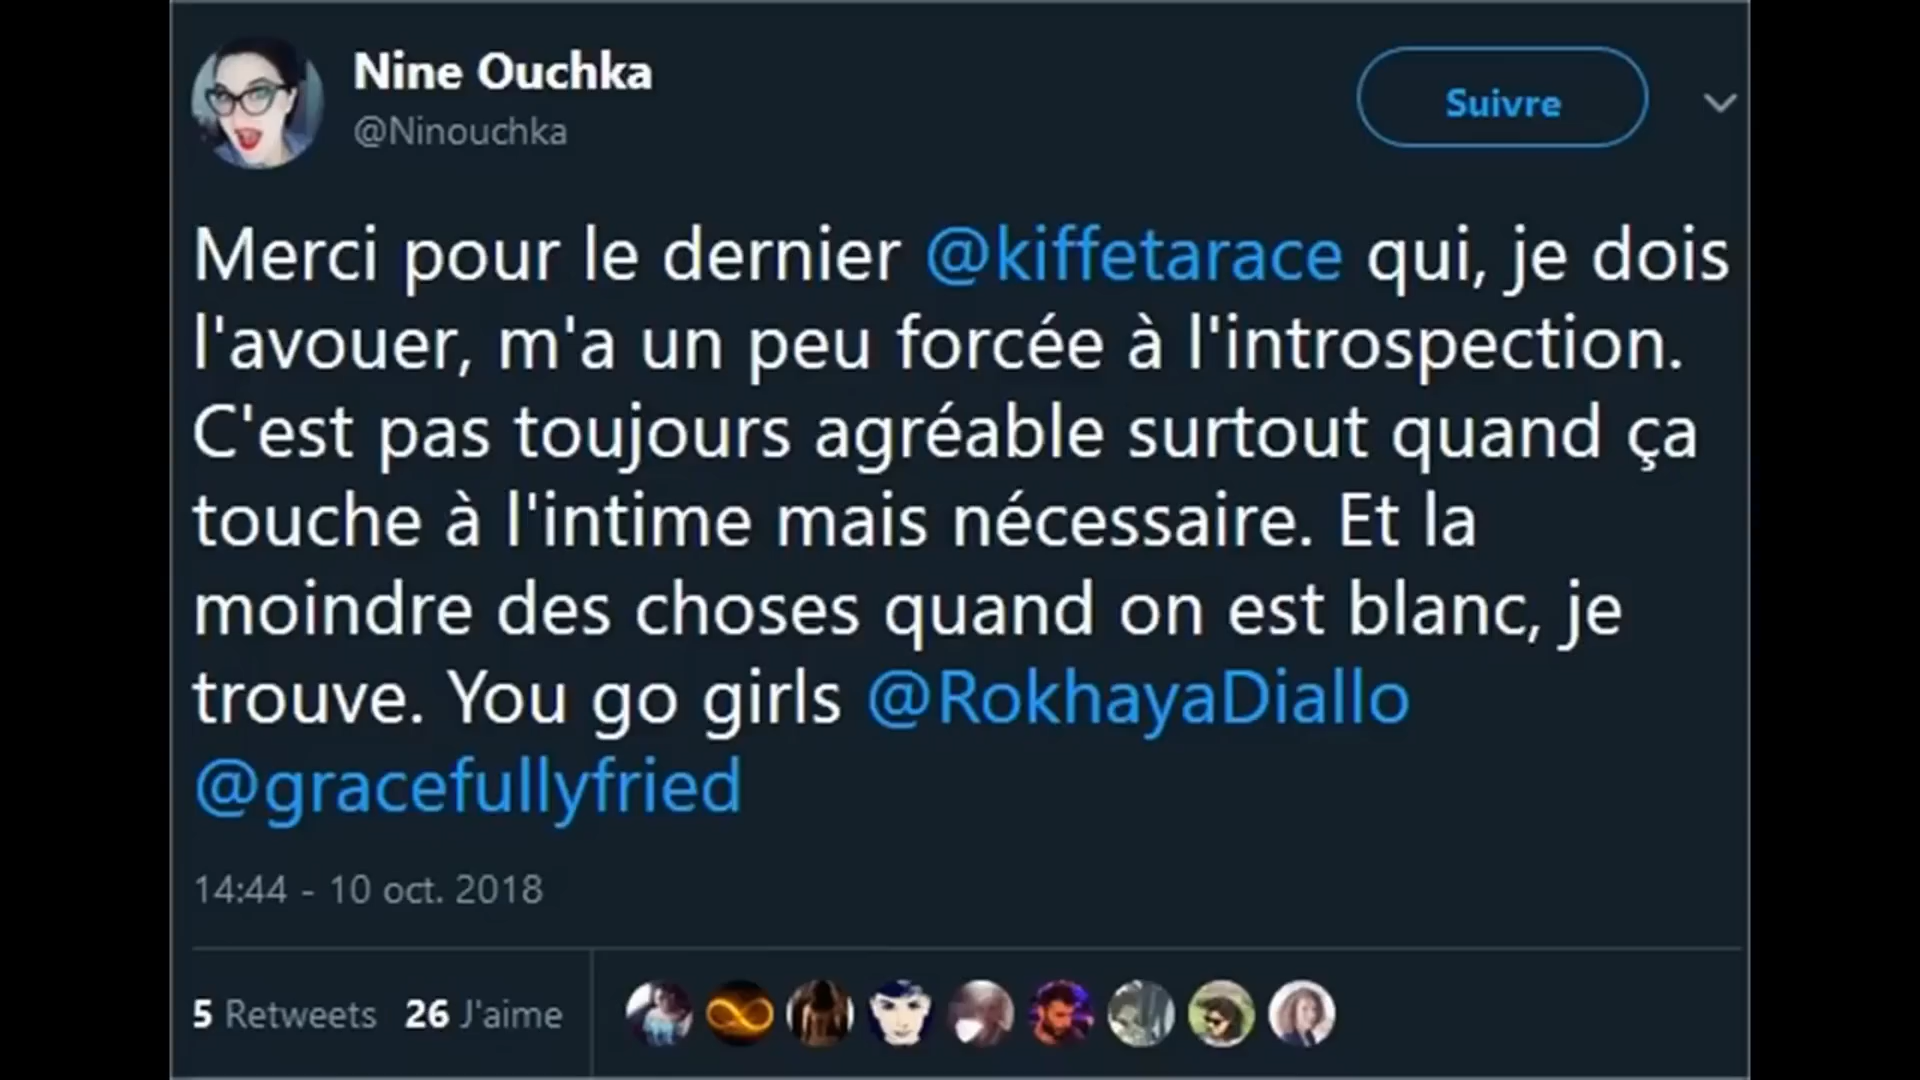 Nine Ouchka
@Ninouchka
Suivre
Merci pour le dernier @kiffetarace qui, je dois
l'avouer, m'a un peu forcée à l'introspection.
C'est pas toujours agréable surtout quand ça
touche à l'intime mais nécessaire. Et la
moindre des choses quand on est blanc, je
trouve. You go girls @RokhayaDiallo
@gracefullyfried
14:44 - 10 oct. 2018
5 Retweets 26 J'aime